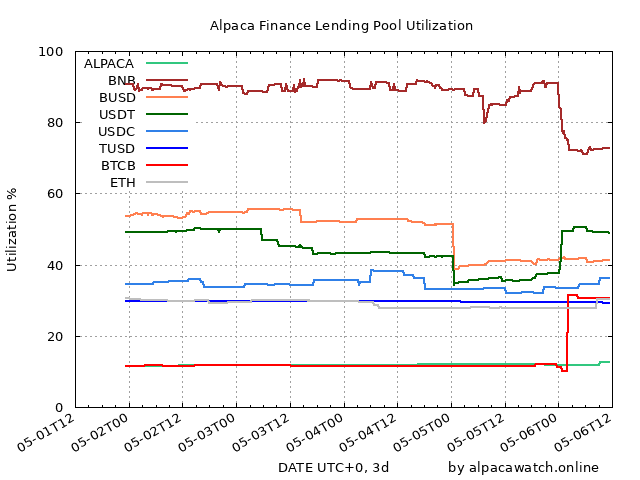 Alpaca Finance Lending Pool Utilization
100
80
60
40
20
0
Utilization %
ALPACA
BNB
BUSD
USDT
USDC
TUSD
BTCB
ETH
05-01T12
05-02T00
05-02T12
05-03T00
05-03T12
05-04T00
05-04T12
05-05T00
05-05T12
05-06T00
05-06T12
DATE UTC+0, 3d
by alpacawatch.online